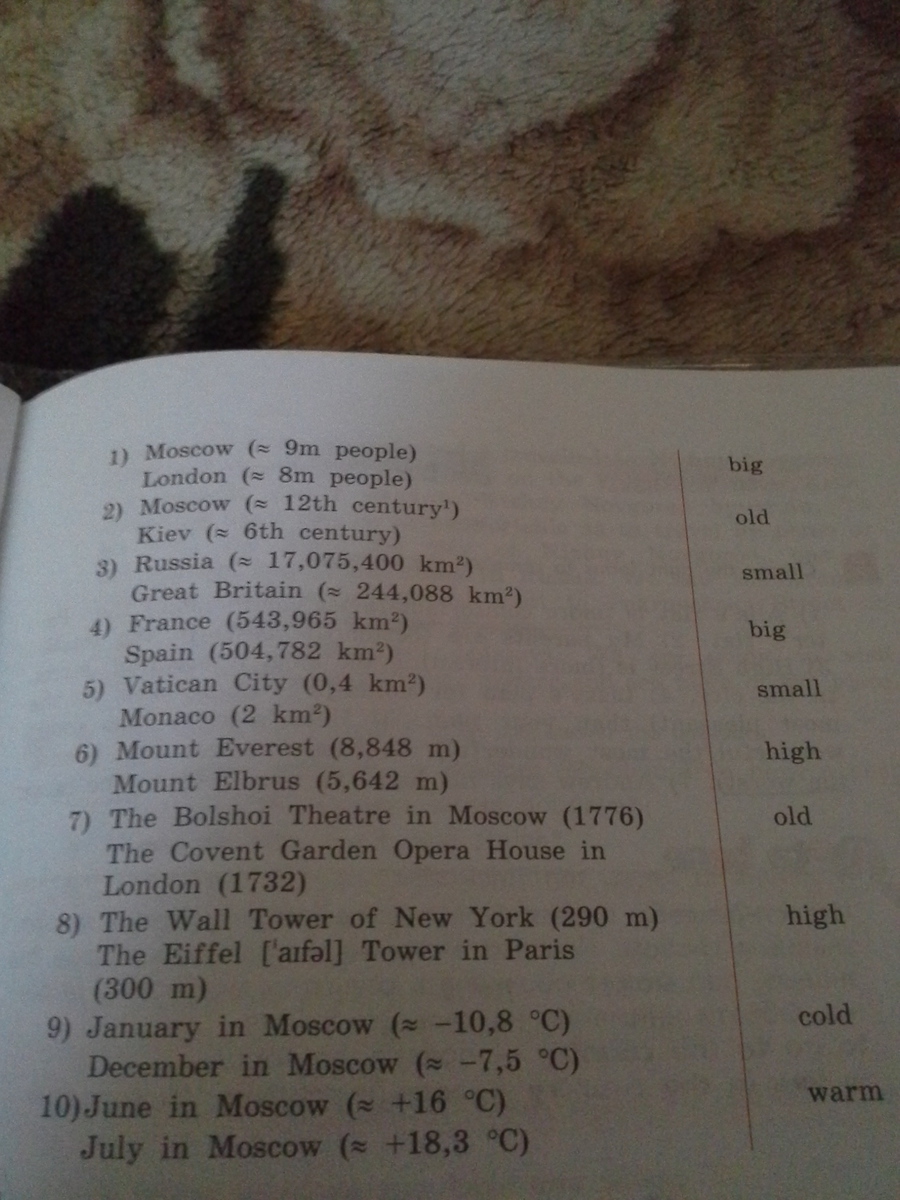 1) Moscow (≈ 9m people)
London (≈ 8m people)
big
2) Moscow (≈ 12th century¹)
Kiev (≈ 6th century)
old
3) Russia (≈ 17,075,400 km²)
Great Britain (≈ 244,088 km²)
small
4) France (543,965 km²)
Spain (504,782 km²)
big
5) Vatican City (0,4 km²)
Monaco (2 km²)
small
6) Mount Everest (8,848 m)
Mount Elbrus (5,642 m)
high
7) The Bolshoi Theatre in Moscow (1776)
The Covent Garden Opera House in
London (1732)
old
8) The Wall Tower of New York (290 m)
The Eiffel [ˈaɪfəl] Tower in Paris
(300 m)
high
9) January in Moscow (≈ −10,8 °C)
December in Moscow (≈ −7,5 °C)
cold
10) June in Moscow (≈ +16 °C)
July in Moscow (≈ +18,3 °C)
warm